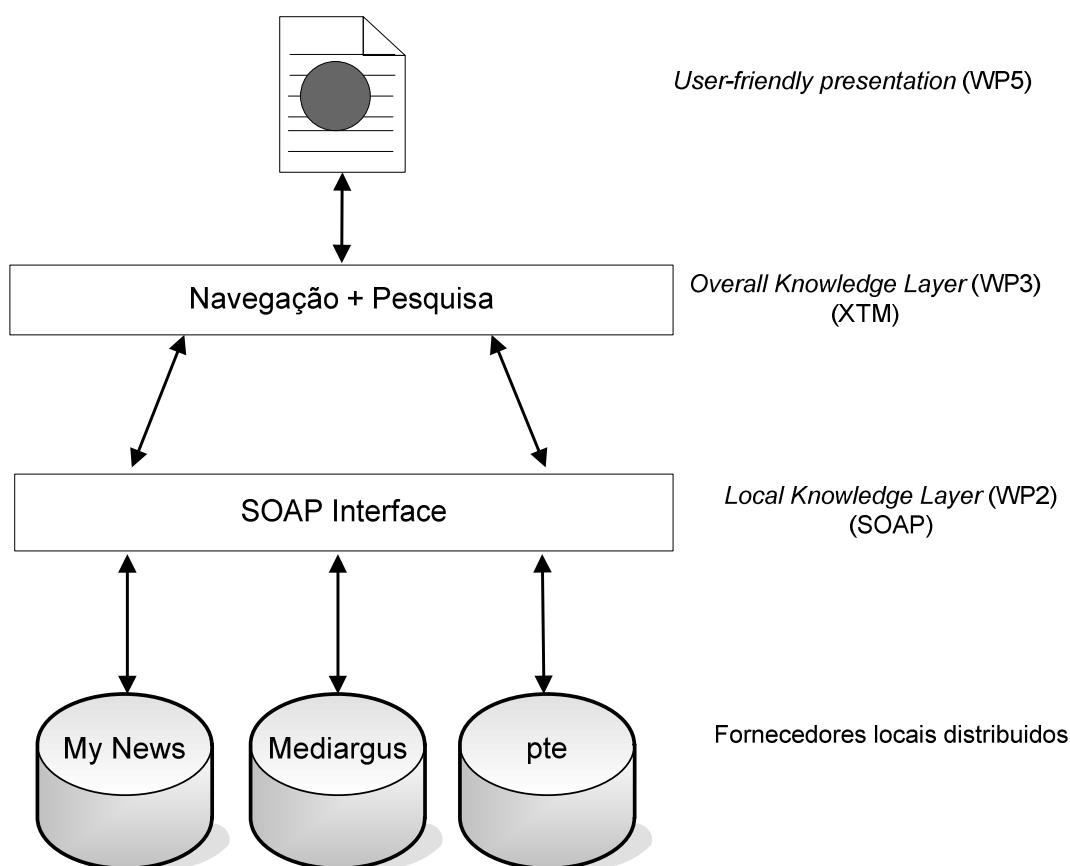 User-friendly presentation (WP5)
Navegação + Pesquisa
Overall Knowledge Layer (WP3)
(XTM)
SOAP Interface
Local Knowledge Layer (WP2)
(SOAP)
My News
Mediargus
pte
Fornecedores locais distribuidos